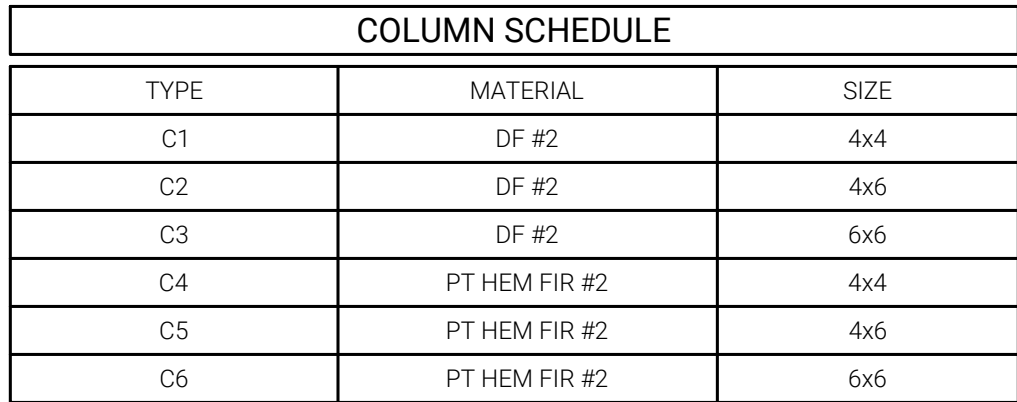 COLUMN SCHEDULE
TYPE MATERIAL SIZE
C1 DF #2 4x4
C2 DF #2 4x6
C3 DF #2 6x6
C4 PT HEM FIR #2 4x4
C5 PT HEM FIR #2 4x6
C6 PT HEM FIR #2 6x6